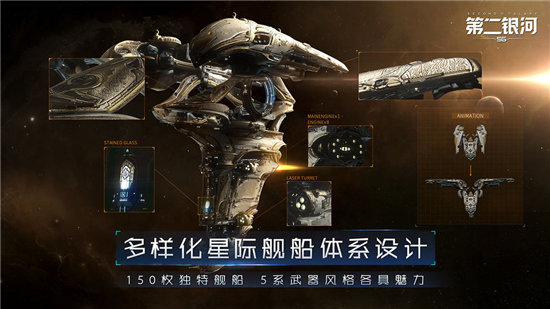 SECOND GALAXY
第二银河
SG
MAINENGINEx1
ENGINEx8
ANIMATION
STAINED GLASS
LASER TURRET
多样化星际舰船体系设计
150枚独特舰船 5系武器风格各具魅力